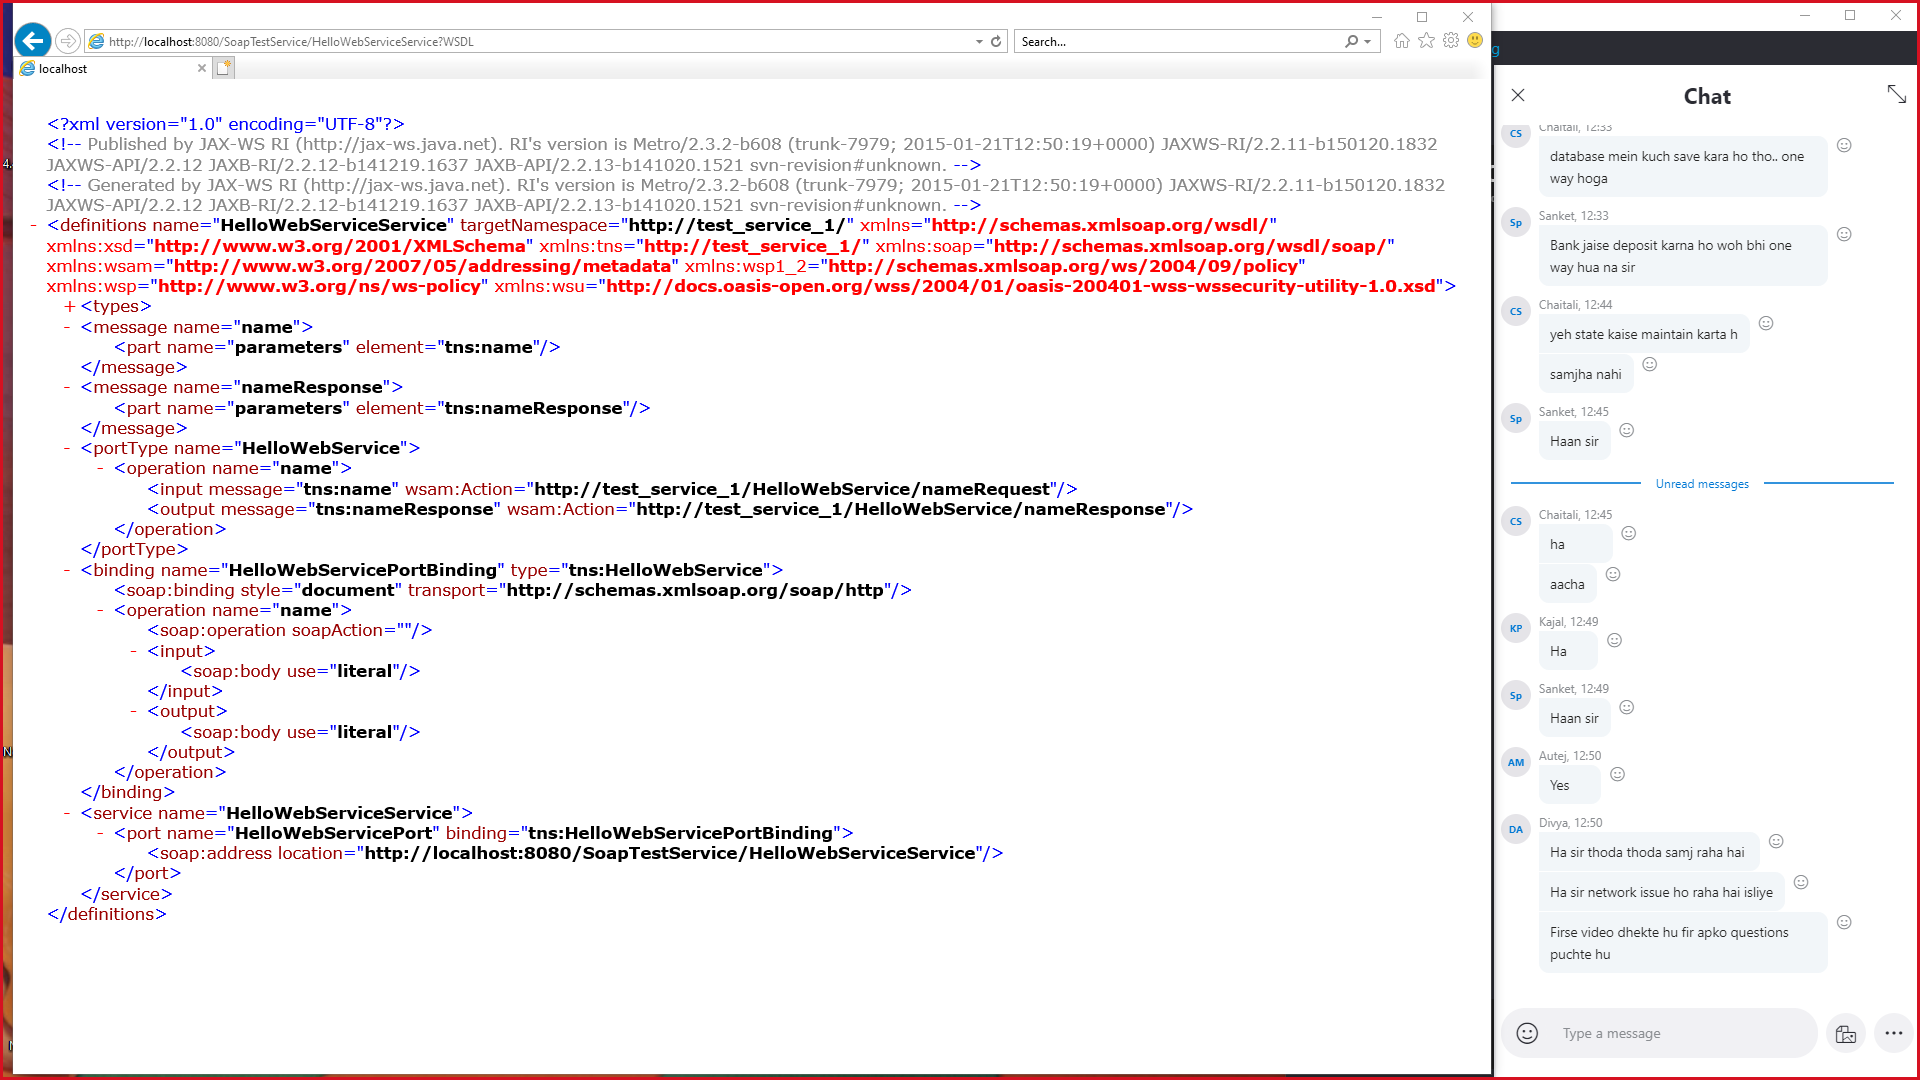 http://localhost:8080/SoapTestService/HelloWebServiceService?WSDL
Search...
localhost
<?xml version="1.0" encoding="UTF-8"?>
<!-- Published by JAX-WS RI (http://jax-ws.java.net). RI's version is Metro/2.3.2-b608 (trunk-7979; 2015-01-21T12:50:19+0000) JAXWS-RI/2.2.11-b150120.1832
JAXWS-API/2.2.12 JAXB-RI/2.2.12-b141219.1637 JAXB-API/2.2.13-b141020.1521 svn-revision#unknown. -->
<!-- Generated by JAX-WS RI (http://jax-ws.java.net). RI's version is Metro/2.3.2-b608 (trunk-7979; 2015-01-21T12:50:19+0000) JAXWS-RI/2.2.11-b150120.1832
JAXWS-API/2.2.12 JAXB-RI/2.2.12-b141219.1637 JAXB-API/2.2.13-b141020.1521 svn-revision#unknown. -->
- <definitions name="HelloWebServiceService" targetNamespace="http://test_service_1/" xmlns="http://schemas.xmlsoap.org/wsdl/"
xmlns:xsd="http://www.w3.org/2001/XMLSchema" xmlns:tns="http://test_service_1/" xmlns:soap="http://schemas.xmlsoap.org/wsdl/soap/"
xmlns:wsam="http://www.w3.org/2007/05/addressing/metadata" xmlns:wsp1_2="http://schemas.xmlsoap.org/ws/2004/09/policy"
xmlns:wsp="http://www.w3.org/ns/ws-policy" xmlns:wsu="http://docs.oasis-open.org/wss/2004/01/oasis-200401-wss-wssecurity-utility-1.0.xsd">
+ <types>
- <message name="name">
<part name="parameters" element="tns:name"/>
</message>
- <message name="nameResponse">
<part name="parameters" element="tns:nameResponse"/>
</message>
- <portType name="HelloWebService">
- <operation name="name">
<input message="tns:name" wsam:Action="http://test_service_1/HelloWebService/nameRequest"/>
<output message="tns:nameResponse" wsam:Action="http://test_service_1/HelloWebService/nameResponse"/>
</operation>
</portType>
- <binding name="HelloWebServicePortBinding" type="tns:HelloWebService">
<soap:binding style="document" transport="http://schemas.xmlsoap.org/soap/http"/>
- <operation name="name">
<soap:operation soapAction=""/>
- <input>
<soap:body use="literal"/>
</input>
- <output>
<soap:body use="literal"/>
</output>
</operation>
</binding>
- <service name="HelloWebServiceService">
- <port name="HelloWebServicePort" binding="tns:HelloWebServicePortBinding">
<soap:address location="http://localhost:8080/SoapTestService/HelloWebServiceService"/>
</port>
</service>
</definitions>
Chat
CS Chaitali, 12:33
database mein kuch save kara ho tho.. one
way hoga
Sp Sanket, 12:33
Bank jaise deposit karna ho woh bhi one
way hua na sir
CS Chaitali, 12:44
yeh state kaise maintain karta h
samjha nahi
Sp Sanket, 12:45
Haan sir
Unread messages
CS Chaitali, 12:45
ha
aacha
KP Kajal, 12:49
Ha
Sp Sanket, 12:49
Haan sir
AM Autej, 12:50
Yes
DA Divya, 12:50
Ha sir thoda thoda samj raha hai
Ha sir network issue ho raha hai isliye
Firse video dhekte hu fir apko questions
puchte hu
Type a message